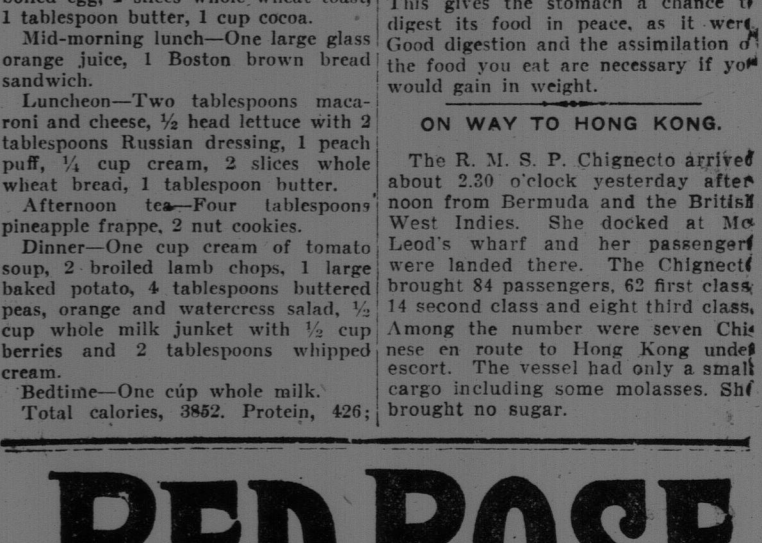 boiled egg, 2 slices whole wheat toast,
1 tablespoon butter, 1 cup cocoa.
Mid-morning lunch—One large glass
orange juice, 1 Boston brown bread
sandwich.
Luncheon—Two tablespoons maca-
roni and cheese, ½ head lettuce with 2
tablespoons Russian dressing, 1 peach
puff, ¼ cup cream, 2 slices whole
wheat bread, 1 tablespoon butter.
Afternoon tea—Four tablespoons
pineapple frappe, 2 nut cookies.
Dinner—One cup cream of tomato
soup, 2 broiled lamb chops, 1 large
baked potato, 4 tablespoons buttered
peas, orange and watercress salad, ½
cup whole milk junket with ½ cup
berries and 2 tablespoons whipped
cream.
Bedtime—One cup whole milk.
Total calories, 3852. Protein, 426;
This gives the stomach a chance t
digest its food in peace, as it wer
Good digestion and the assimilation o
the food you eat are necessary if yo
would gain in weight.
ON WAY TO HONG KONG.
The R. M. S. P. Chignecto arrived
about 2.30 o'clock yesterday after
noon from Bermuda and the British
West Indies. She docked at Mc
Leod's wharf and her passengers
were landed there. The Chignect
brought 84 passengers, 62 first class,
14 second class and eight third class.
Among the number were seven Chi
nese en route to Hong Kong under
escort. The vessel had only a small
cargo including some molasses. Sh
brought no sugar.
RED ROSE